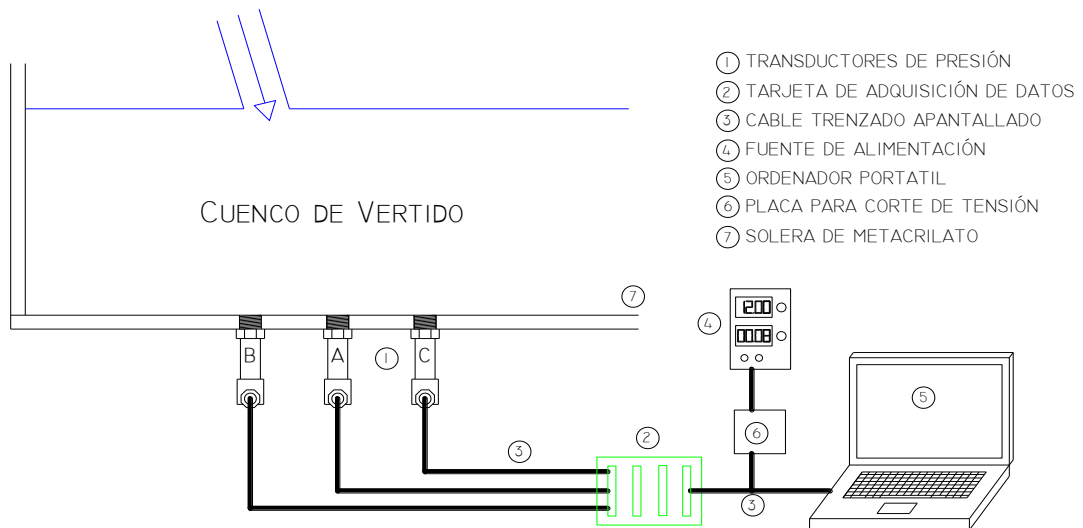 ① TRANSDUCTORES DE PRESIÓN
② TARJETA DE ADQUISICIÓN DE DATOS
③ CABLE TRENZADO APANTALLADO
④ FUENTE DE ALIMENTACIÓN
⑤ ORDENADOR PORTATIL
⑥ PLACA PARA CORTE DE TENSIÓN
⑦ SOLERA DE METACRILATO
CUENCO DE VERTIDO
⑦
④
12.00
00.08
B
A
①
C
⑤
③
②
⑥
③